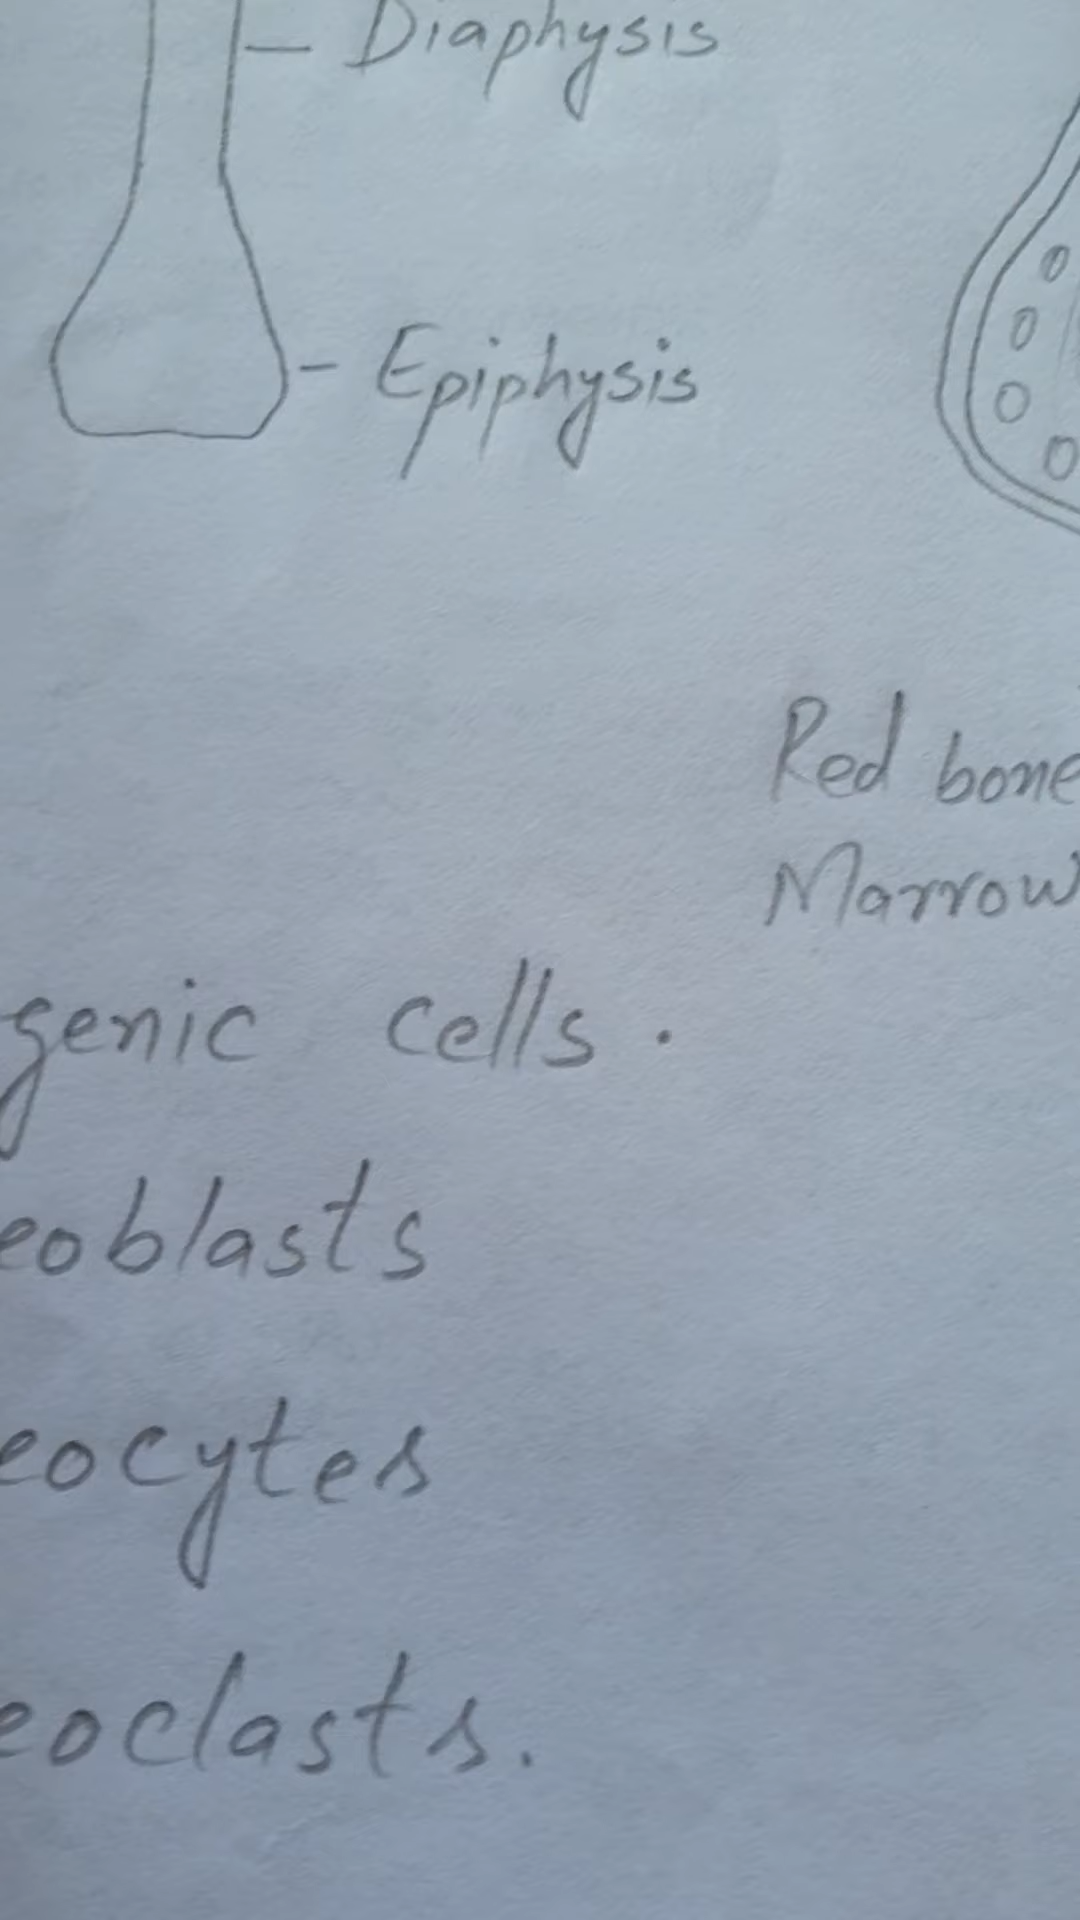 Diaphysis
Epiphysis
Red bone
Marrow
genic cells.
eoblasts
eocytes
eoclasts.